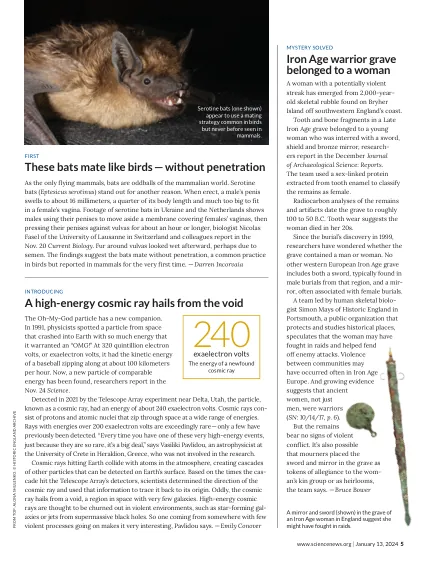 Serotine bats (one shown)
appear to use a mating
strategy common in birds
but never before seen in
mammals.
FIRST
These bats mate like birds — without penetration
As the only flying mammals, bats are oddballs of the mammalian world. Serotine
bats (Eptesicus serotinus) stand out for another reason. When erect, a male's penis
swells to about 16 millimeters, a quarter of its body length and much too big to fit
in a female's vagina. Footage of serotine bats in Ukraine and the Netherlands shows
males using their penises to move aside a membrane covering females' vaginas, then
pressing their penises against vulvas for about an hour or longer, biologist Nicolas
Fasel of the University of Lausanne in Switzerland and colleagues report in the
Nov. 20 Current Biology. Fur around vulvas looked wet afterward, perhaps due to
semen. The findings suggest the bats mate without penetration, a common practice
in birds but reported in mammals for the very first time. — Darren Incorvaia
INTRODUCING
A high-energy cosmic ray hails from the void
The Oh-My-God particle has a new companion.
In 1991, physicists spotted a particle from space
that crashed into Earth with so much energy that
it warranted an "OMG!" At 320 quintillion electron
volts, or exaelectron volts, it had the kinetic energy
of a baseball zipping along at about 100 kilometers
per hour. Now, a new particle of comparable
energy has been found, researchers report in the
Nov. 24 Science.
240
exaelectron volts
The energy of a newfound
cosmic ray
Detected in 2021 by the Telescope Array experiment near Delta, Utah, the particle,
known as a cosmic ray, had an energy of about 240 exaelectron volts. Cosmic rays con-
sist of protons and atomic nuclei that zip through space at a wide range of energies.
Rays with energies over 200 exaelectron volts are exceedingly rare — only a few have
previously been detected. "Every time you have one of these very high-energy events,
just because they are so rare, it's a big deal," says Vasiliki Pavlidou, an astrophysicist at
the University of Crete in Heraklion, Greece, who was not involved in the research.
Cosmic rays hitting Earth collide with atoms in the atmosphere, creating cascades
of other particles that can be detected on Earth's surface. Based on the times the cas-
cade hit the Telescope Array's detectors, scientists determined the direction of the
cosmic ray and used that information to trace it back to its origin. Oddly, the cosmic
ray hails from a void, a region in space with very few galaxies. High-energy cosmic
rays are thought to be churned out in violent environments, such as star-forming gal-
axies or jets from supermassive black holes. So one coming from somewhere with few
violent processes going on makes it very interesting, Pavlidou says. — Emily Conover
MYSTERY SOLVED
Iron Age warrior grave
belonged to a woman
A woman with a potentially violent
streak has emerged from 2,000-year-
old skeletal rubble found on Bryher
Island off southwestern England's coast.
Tooth and bone fragments in a Late
Iron Age grave belonged to a young
woman who was interred with a sword,
shield and bronze mirror, research-
ers report in the December Journal
of Archaeological Science: Reports.
The team used a sex-linked protein
extracted from tooth enamel to classify
the remains as female.
Radiocarbon analyses of the
remains and artifacts date the grave to roughly
100 to 50 B.C. Tooth wear suggests the
woman died in her 20s.
Since the burial's discovery in 1999,
researchers have wondered whether the
grave contained a man or woman. No
other western European Iron Age grave
includes both a sword, typically found in
male burials from that region, and a mir-
ror, often associated with female burials.
A team led by human skeletal biolo-
gist Simon Mays of Historic England in
Portsmouth, a public organization that
protects and studies historical places,
speculates that the woman may have
fought in raids and helped fend
off enemy attacks. Violence
between communities may
have occurred often in Iron Age
Europe. And growing evidence
suggests that ancient
women, not just
men, were warriors
(SN: 10/14/17, p. 6).
But the remains
bear no signs of violent
conflict. It's also possible
that mourners placed the
sword and mirror in the grave as
tokens of allegiance to the wom-
an's kin group or as heirlooms,
the team says. — Bruce Bower
A mirror and sword (shown) in the grave of
an Iron Age woman in England suggest she
might have fought in raids.
www.sciencenews.org | January 13, 2024 5